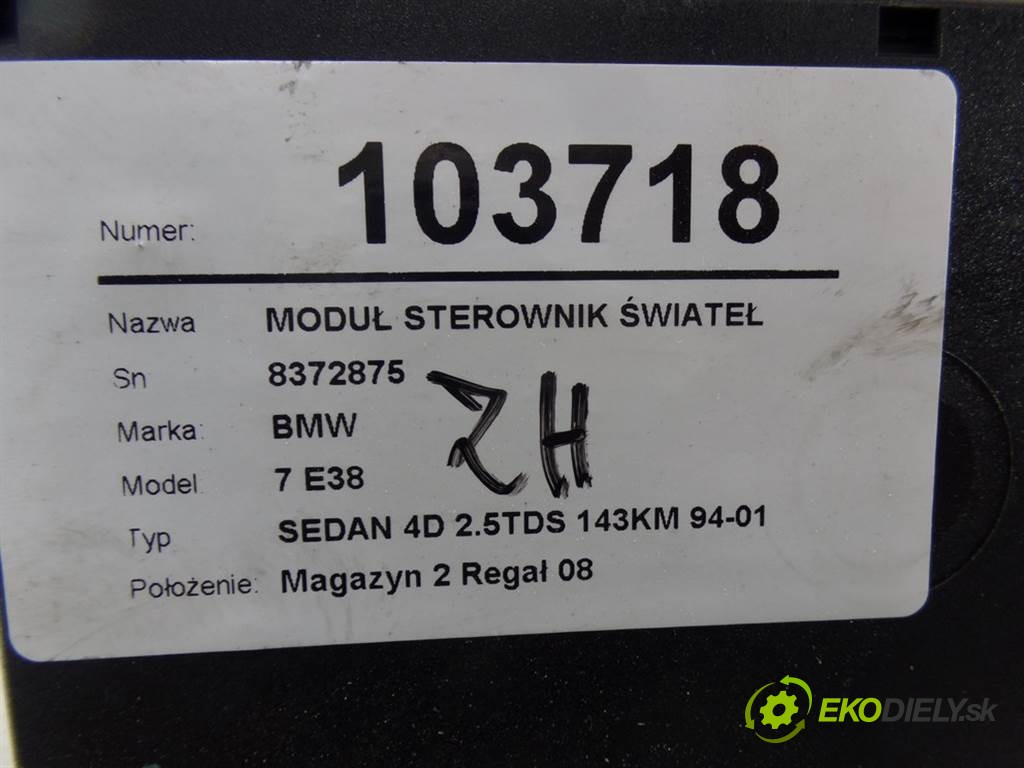 Numer: 103718
Nazwa MODUŁ STEROWNIK ŚWIATEŁ
Sn 8372875
ZH
Marka: BMW
Model 7 E38
Typ SEDAN 4D 2.5TDS 143KM 94-01
Położenie: Magazyn 2 Regał 08
EKODIELY.sk